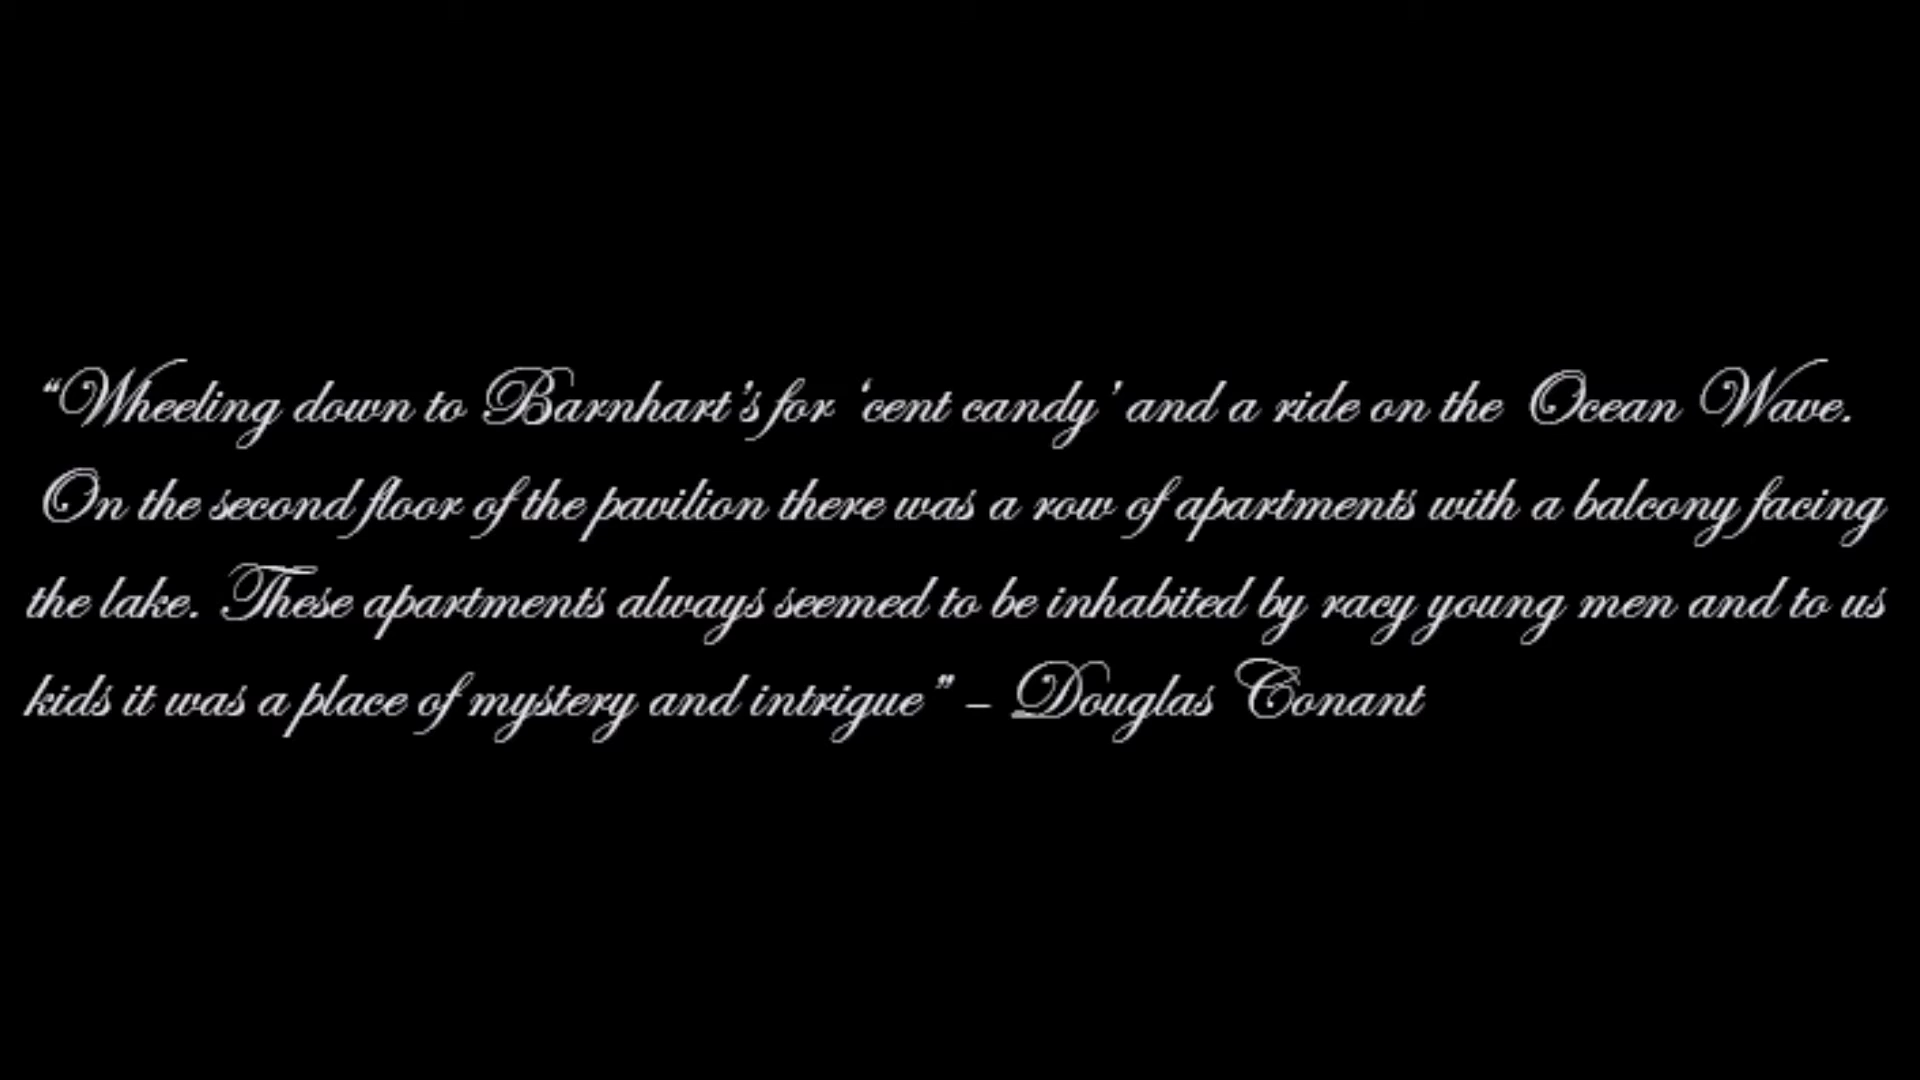 “Wheeling down to Barnhart’s for ‘cent candy’ and a ride on the Ocean Wave.
On the second floor of the pavilion there was a row of apartments with a balcony facing
the lake. These apartments always seemed to be inhabited by racy young men and to us
kids it was a place of mystery and intrigue” – Douglas Conant